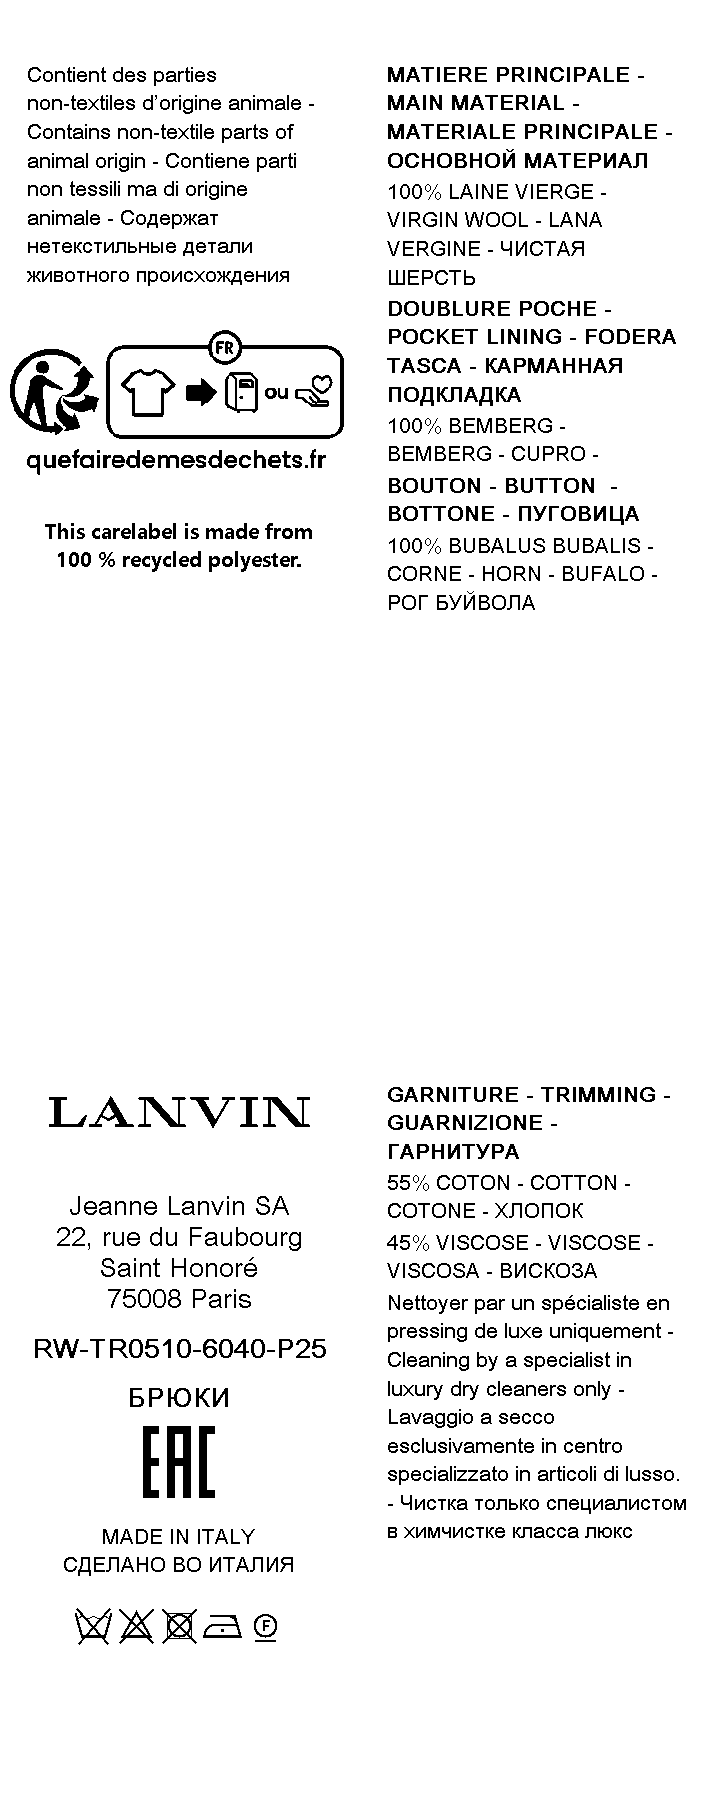 Contient des parties
non-textiles d'origine animale -
Contains non-textile parts of
animal origin - Contiene parti
non tessili ma di origine
animale - Содержат
нетекстильные детали
животного происхождения
FR
ou
quefairedemesdechets.fr
This carelabel is made from
100 % recycled polyester.
MATIERE PRINCIPALE -
MAIN MATERIAL -
MATERIALE PRINCIPALE -
ОСНОВНОЙ МАТЕРИАЛ
100% LAINE VIERGE -
VIRGIN WOOL - LANA
VERGINE - ЧИСТАЯ
ШЕРСТЬ
DOUBLURE POCHE -
POCKET LINING - FODERA
TASCA - КАРМАННАЯ
ПОДКЛАДКА
100% BEMBERG -
BEMBERG - CUPRO -
BOUTON - BUTTON -
BOTTONE - ПУГОВИЦА
100% BUBALUS BUBALIS -
CORNE - HORN - BUFALO -
РОГ БУЙВОЛА
LANVIN
Jeanne Lanvin SA
22, rue du Faubourg
Saint Honoré
75008 Paris
RW-TR0510-6040-P25
БРЮКИ
EAC
MADE IN ITALY
СДЕЛАНО ВО ИТАЛИЯ
F
GARNITURE - TRIMMING -
GUARNIZIONE -
ГАРНИТУРА
55% COTON - COTTON -
COTONE - ХЛОПОК
45% VISCOSE - VISCOSE -
VISCOSA - ВИСКОЗА
Nettoyer par un spécialiste en
pressing de luxe uniquement -
Cleaning by a specialist in
luxury dry cleaners only -
Lavaggio a secco
esclusivamente in centro
specializzato in articoli di lusso.
- Чистка только специалистом
в химчистке класса люкс